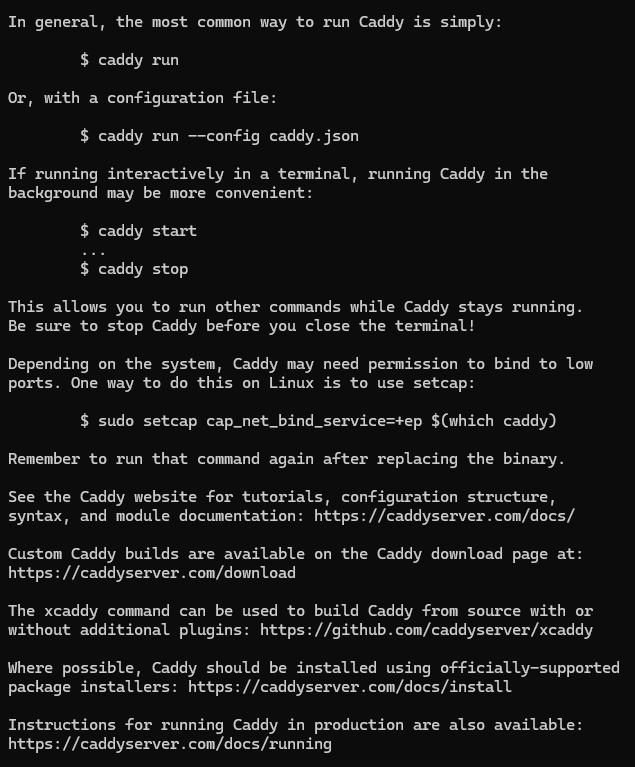 In general, the most common way to run Caddy is simply:
$ caddy run
Or, with a configuration file:
$ caddy run --config caddy.json
If running interactively in a terminal, running Caddy in the
background may be more convenient:
$ caddy start
...
$ caddy stop
This allows you to run other commands while Caddy stays running.
Be sure to stop Caddy before you close the terminal!
Depending on the system, Caddy may need permission to bind to low
ports. One way to do this on Linux is to use setcap:
$ sudo setcap cap_net_bind_service=+ep $(which caddy)
Remember to run that command again after replacing the binary.
See the Caddy website for tutorials, configuration structure,
syntax, and module documentation: https://caddyserver.com/docs/
Custom Caddy builds are available on the Caddy download page at:
https://caddyserver.com/download
The xcaddy command can be used to build Caddy from source with or
without additional plugins: https://github.com/caddyserver/xcaddy
Where possible, Caddy should be installed using officially-supported
package installers: https://caddyserver.com/docs/install
Instructions for running Caddy in production are also available:
https://caddyserver.com/docs/running